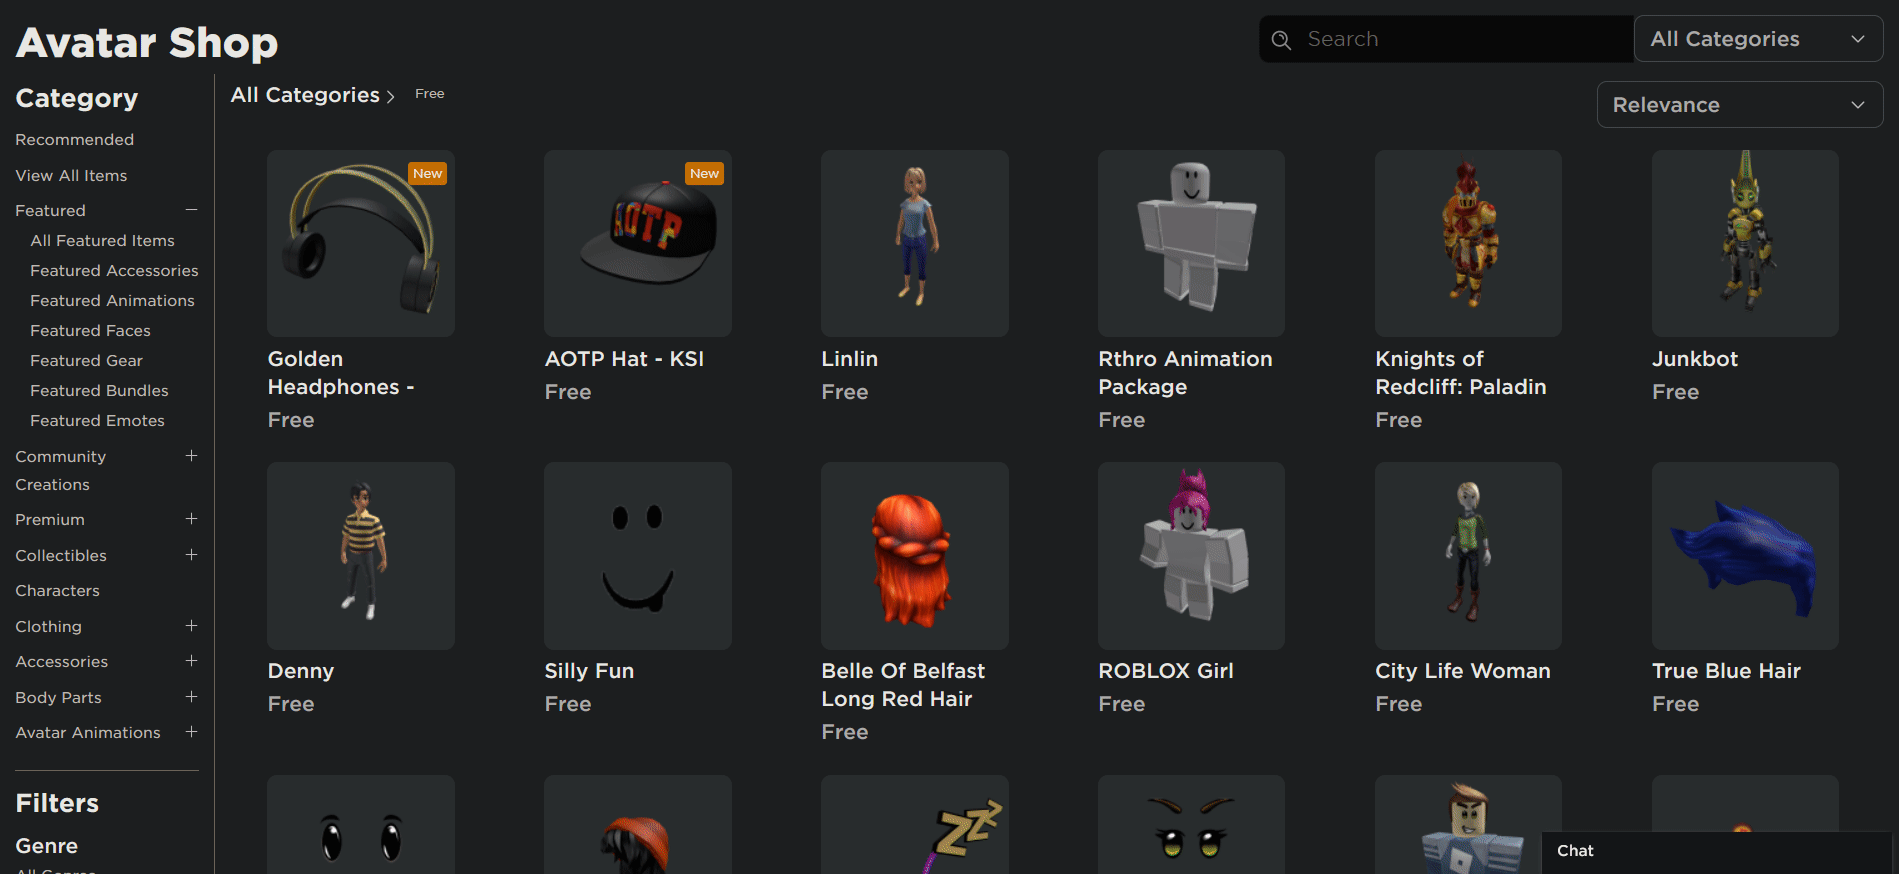 Avatar Shop
Search
All Categories
Category
All Categories > Free
Relevance
Recommended
View All Items
Featured
All Featured Items
Featured Accessories
Featured Animations
Featured Faces
Featured Gear
Featured Bundles
Featured Emotes
Community
Creations
Premium
Collectibles
Characters
Clothing
Accessories
Body Parts
Avatar Animations
Filters
Genre
New
Golden
Headphones -
Free
New
AOTP
AOTP Hat - KSI
Free
Linlin
Free
Rthro Animation
Package
Free
Knights of
Redcliff: Paladin
Free
Junkbot
Free
Denny
Free
Silly Fun
Free
Belle Of Belfast
Long Red Hair
Free
ROBLOX Girl
Free
City Life Woman
Free
True Blue Hair
Free
ZZZ
Chat